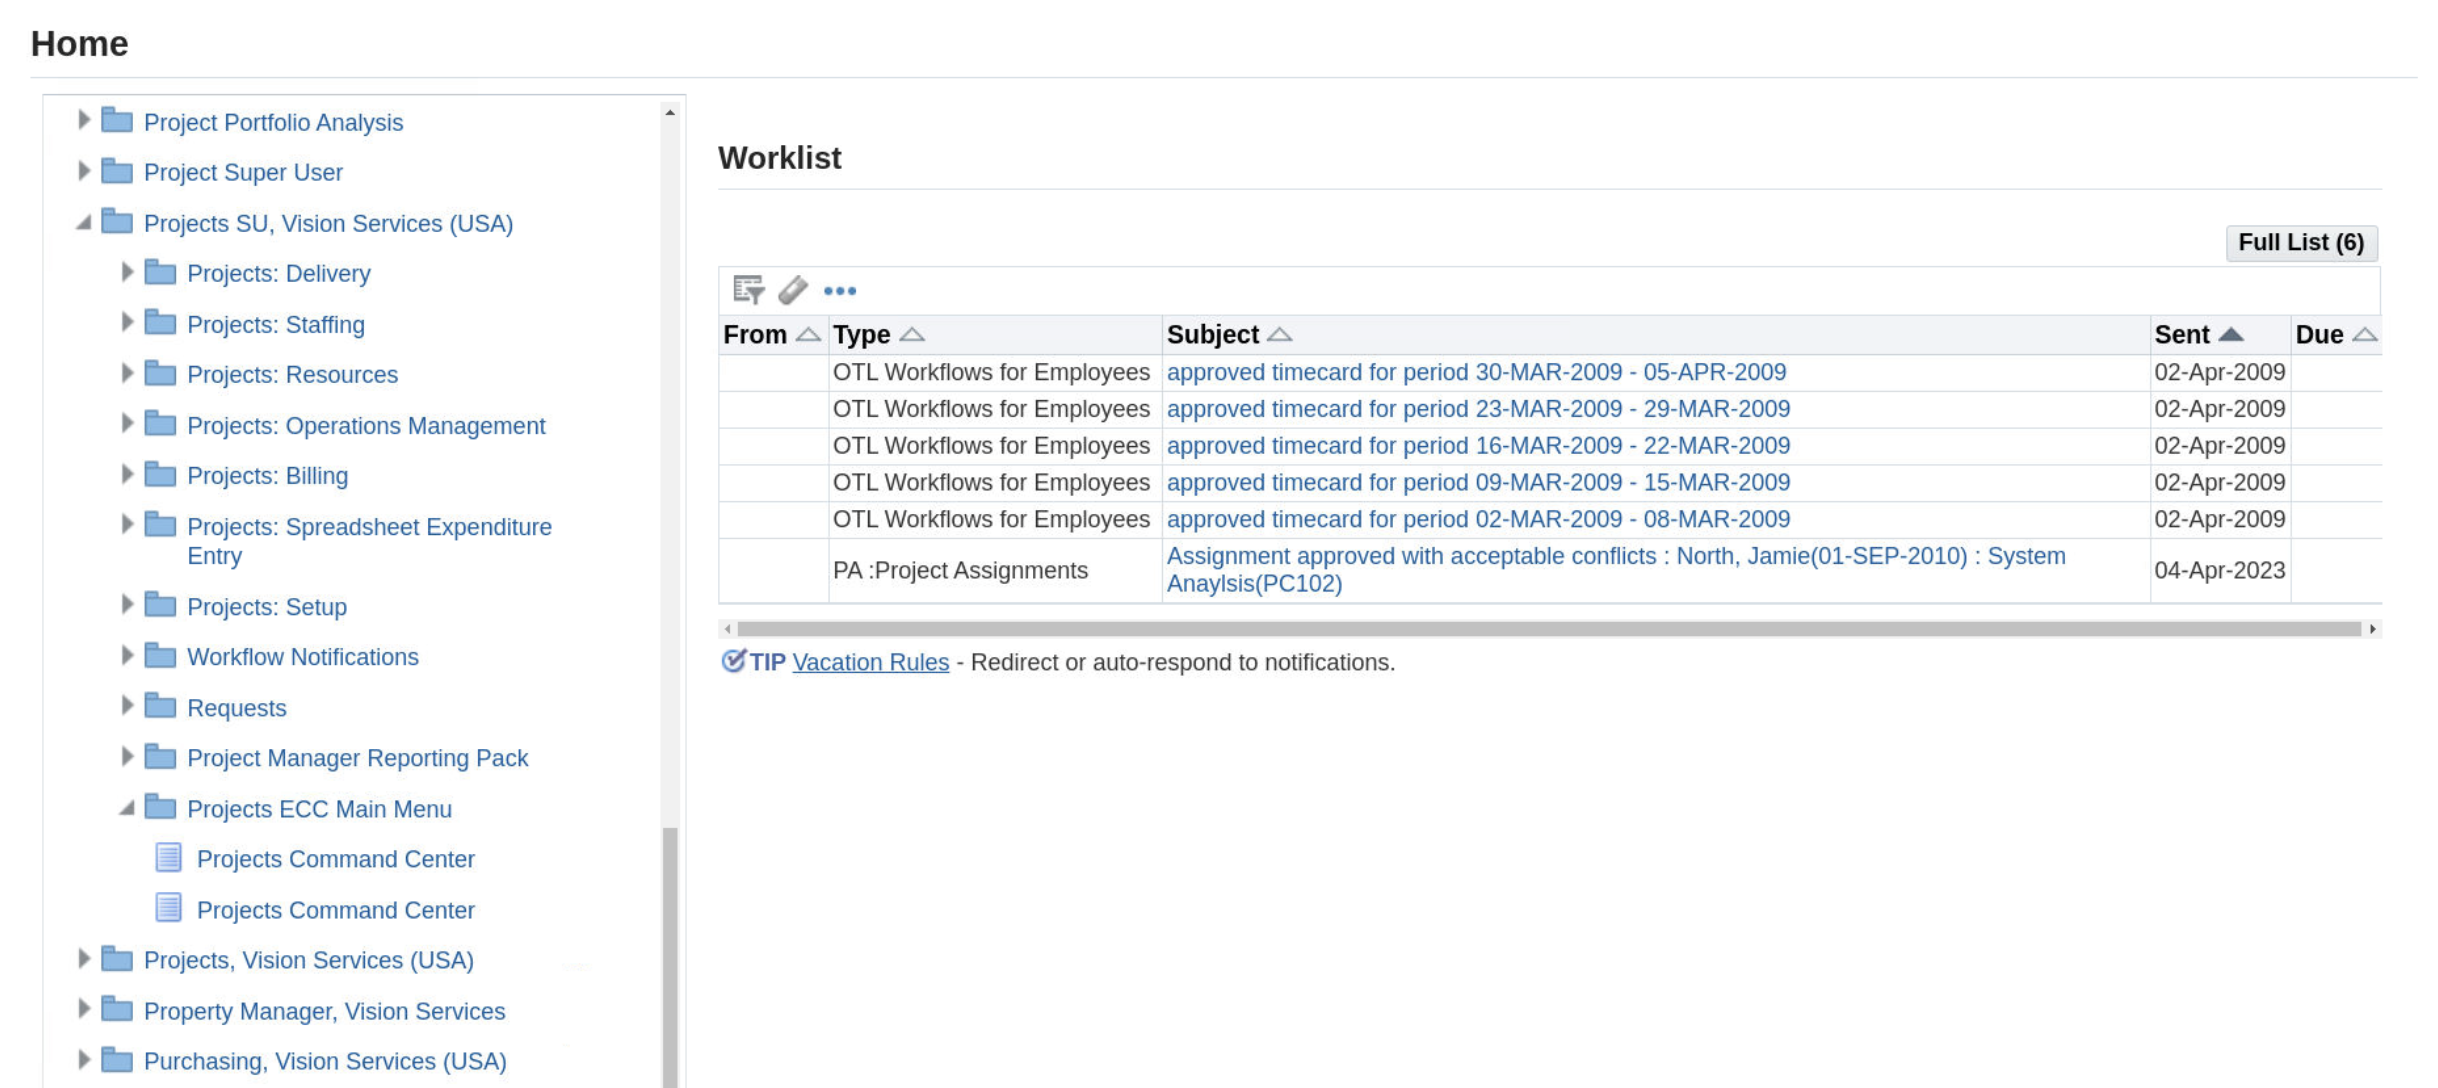 Home
Project Portfolio Analysis
Project Super User
Projects SU, Vision Services (USA)
Projects: Delivery
Projects: Staffing
Projects: Resources
Projects: Operations Management
Projects: Billing
Projects: Spreadsheet Expenditure
Entry
Projects: Setup
Workflow Notifications
Requests
Project Manager Reporting Pack
Projects ECC Main Menu
Projects Command Center
Projects Command Center
Projects, Vision Services (USA)
Property Manager, Vision Services
Purchasing, Vision Services (USA)
Worklist
Full List (6)
From Type Subject Sent Due
OTL Workflows for Employees approved timecard for period 30-MAR-2009 - 05-APR-2009 02-Apr-2009
OTL Workflows for Employees approved timecard for period 23-MAR-2009 - 29-MAR-2009 02-Apr-2009
OTL Workflows for Employees approved timecard for period 16-MAR-2009 - 22-MAR-2009 02-Apr-2009
OTL Workflows for Employees approved timecard for period 09-MAR-2009 - 15-MAR-2009 02-Apr-2009
OTL Workflows for Employees approved timecard for period 02-MAR-2009 - 08-MAR-2009 02-Apr-2009
PA :Project Assignments Assignment approved with acceptable conflicts : North, Jamie(01-SEP-2010) : System
Anaylsis(PC102) 04-Apr-2023
TIP Vacation Rules - Redirect or auto-respond to notifications.